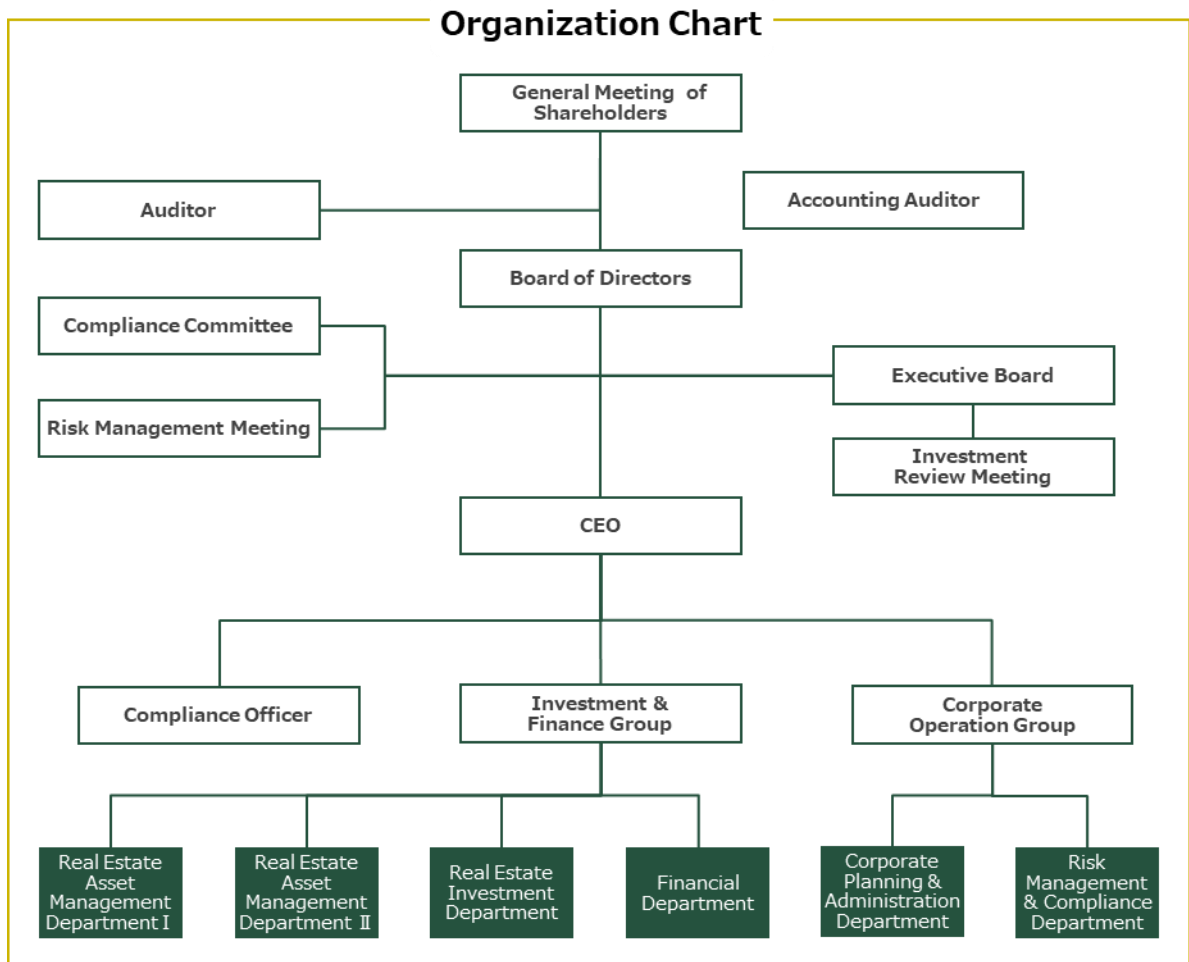 Organization Chart
General Meeting of
Shareholders
Auditor
Accounting Auditor
Board of Directors
Compliance Committee
Executive Board
Risk Management Meeting
Investment
Review Meeting
CEO
Compliance Officer
Investment &
Finance Group
Corporate
Operation Group
Real Estate
Asset
Management
Department Ⅰ
Real Estate
Asset
Management
Department Ⅱ
Real Estate
Investment
Department
Financial
Department
Corporate
Planning &
Administration
Department
Risk
Management
& Compliance
Department